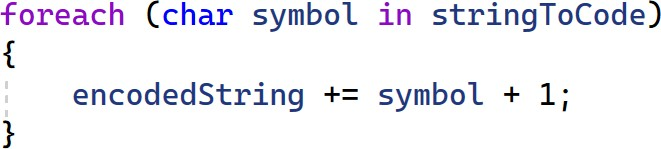 foreach (char symbol in stringToCode)
{
    encodedString += symbol + 1;
}